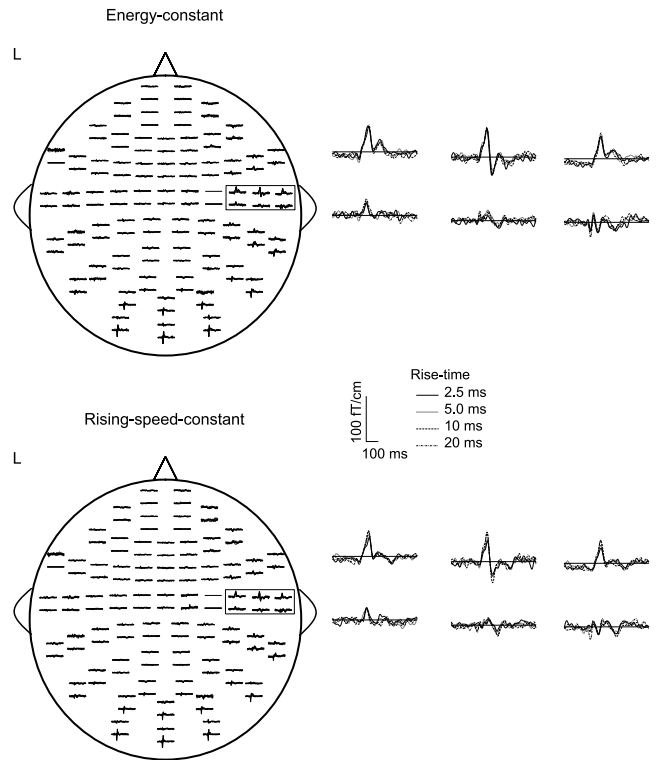 Energy-constant
L
Rise-time
2.5 ms
5.0 ms
10 ms
20 ms
100 fT/cm
100 ms
Rising-speed-constant
L